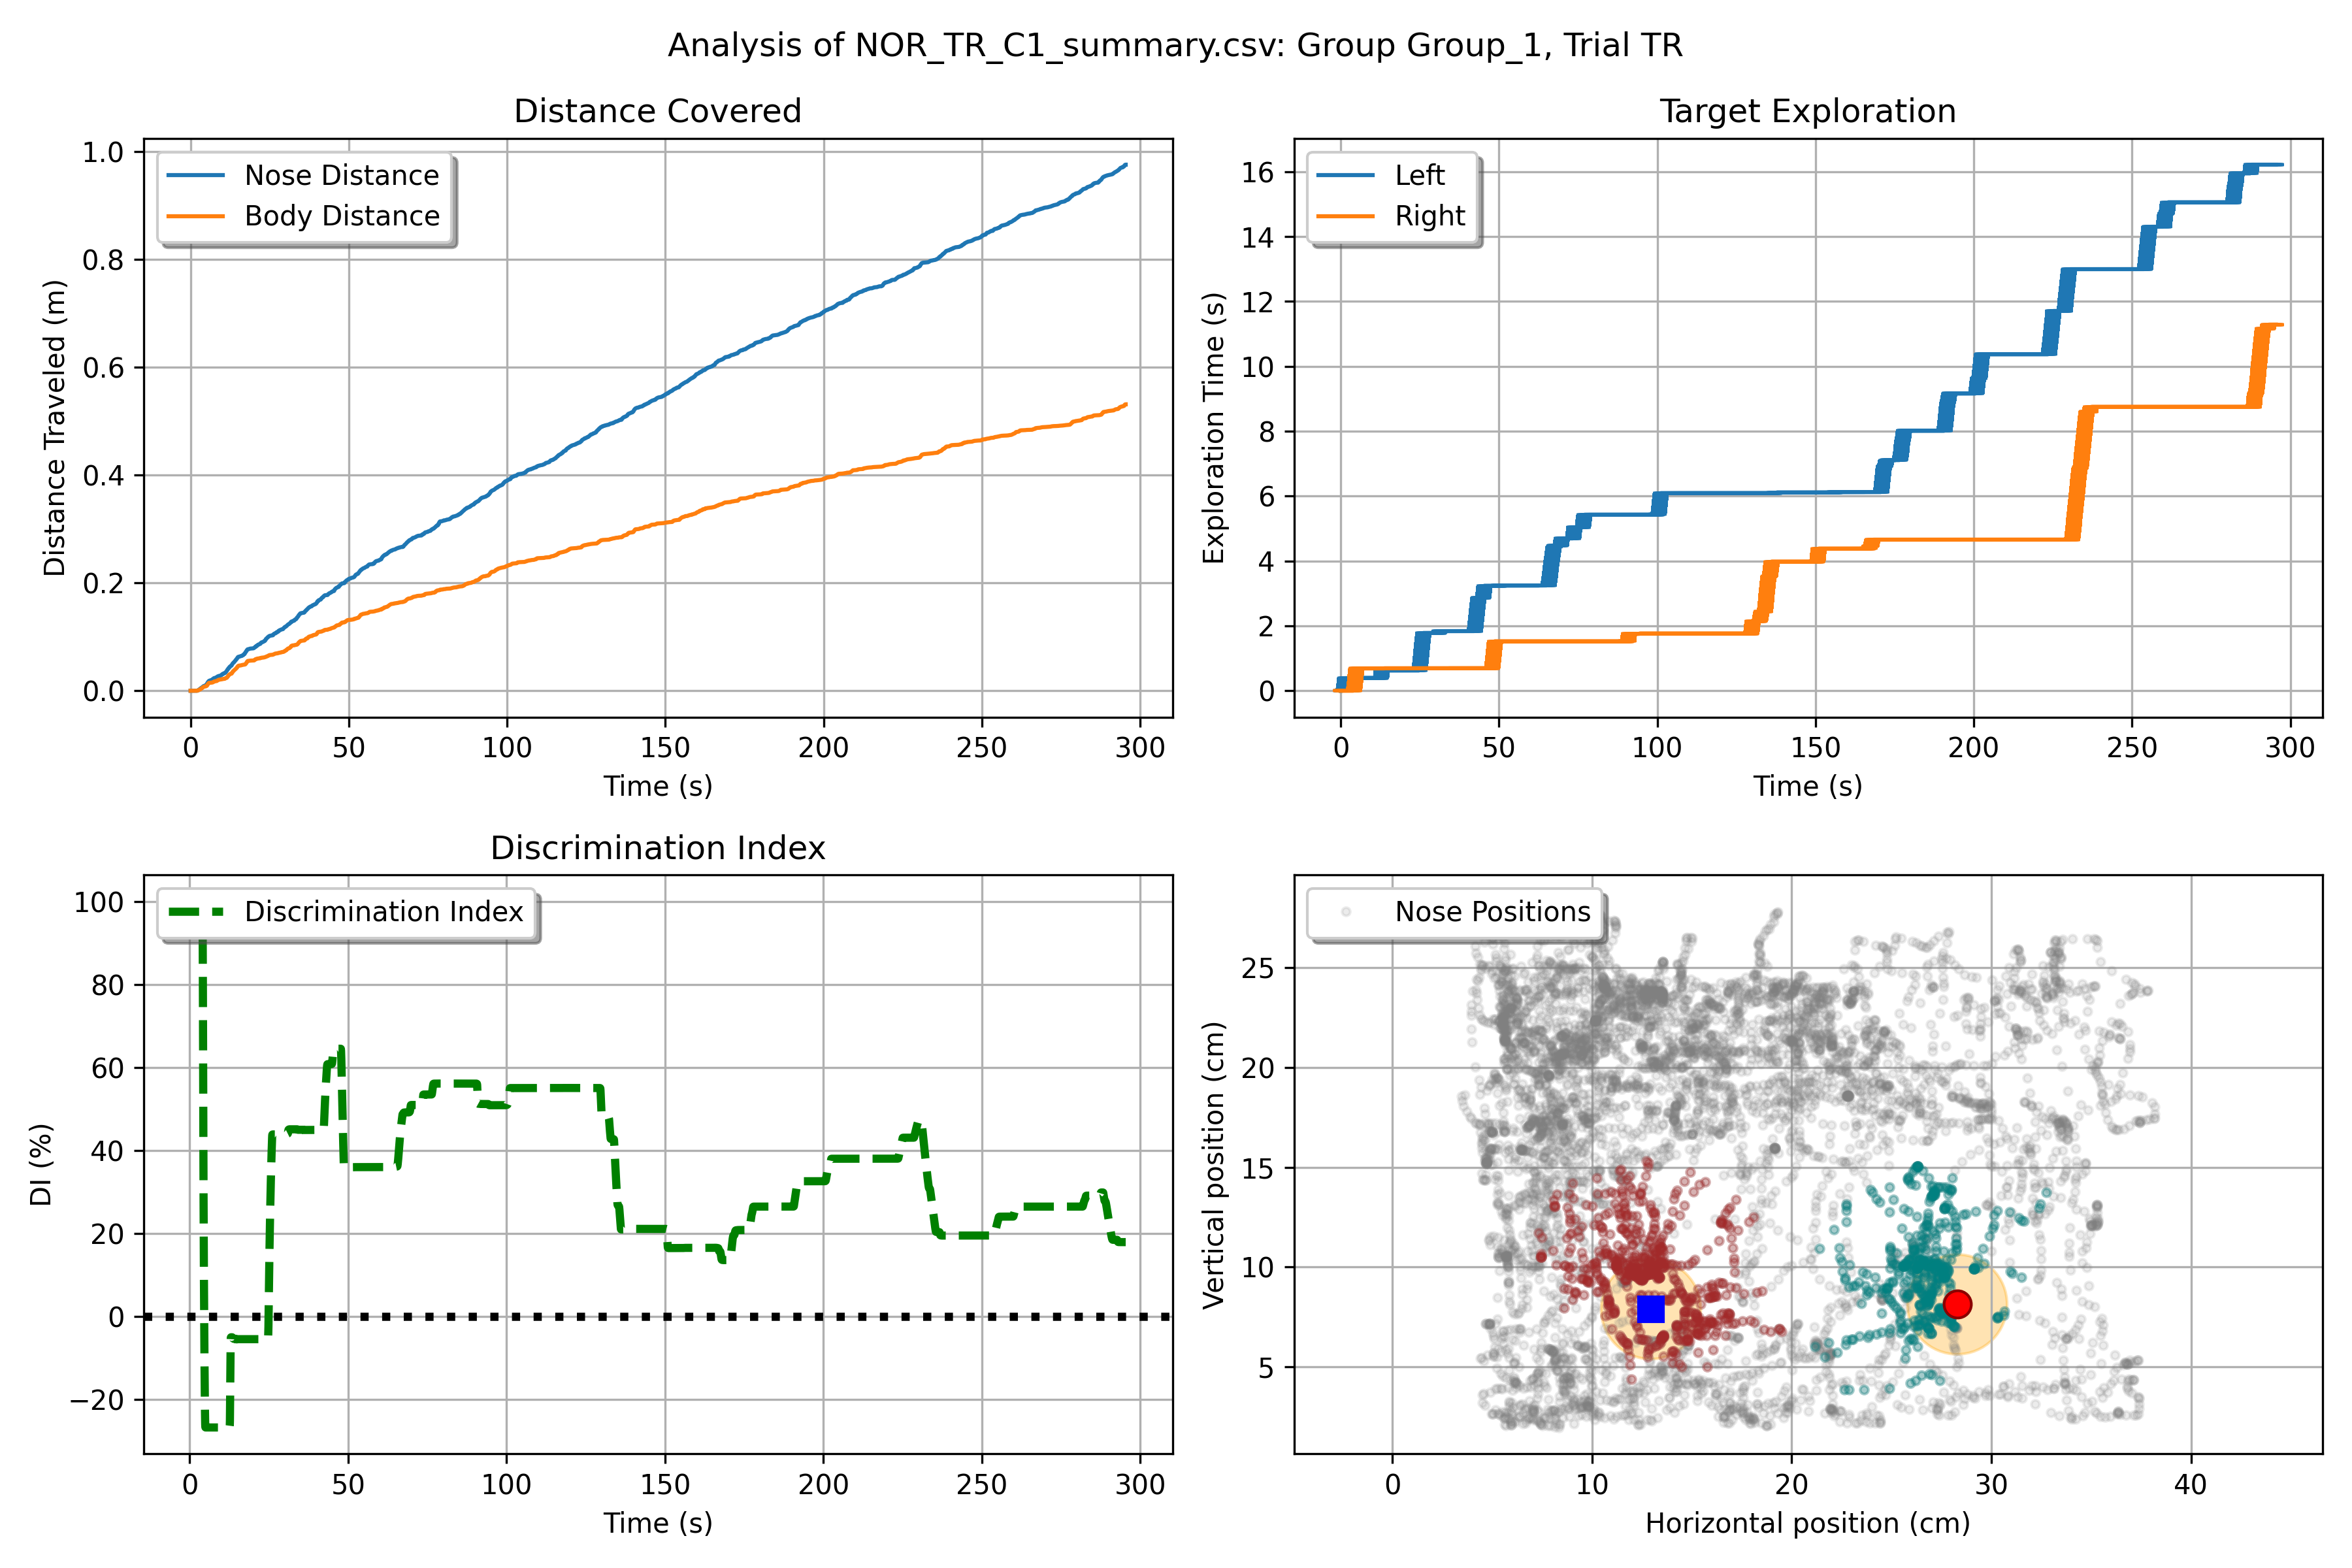 Analysis of NOR_TR_C1_summary.csv: Group Group_1, Trial TR
Distance Covered
Nose Distance
Body Distance
Distance Traveled (m)
1.0
0.8
0.6
0.4
0.2
0.0
0 50 100 150 200 250 300
Time (s)
Target Exploration
Left
Right
Exploration Time (s)
16
14
12
10
8
6
4
2
0
0 50 100 150 200 250 300
Time (s)
Discrimination Index
Discrimination Index
DI (%)
100
80
60
40
20
0
−20
0 50 100 150 200 250 300
Time (s)
Nose Positions
Vertical position (cm)
25
20
15
10
5
0 10 20 30 40
Horizontal position (cm)